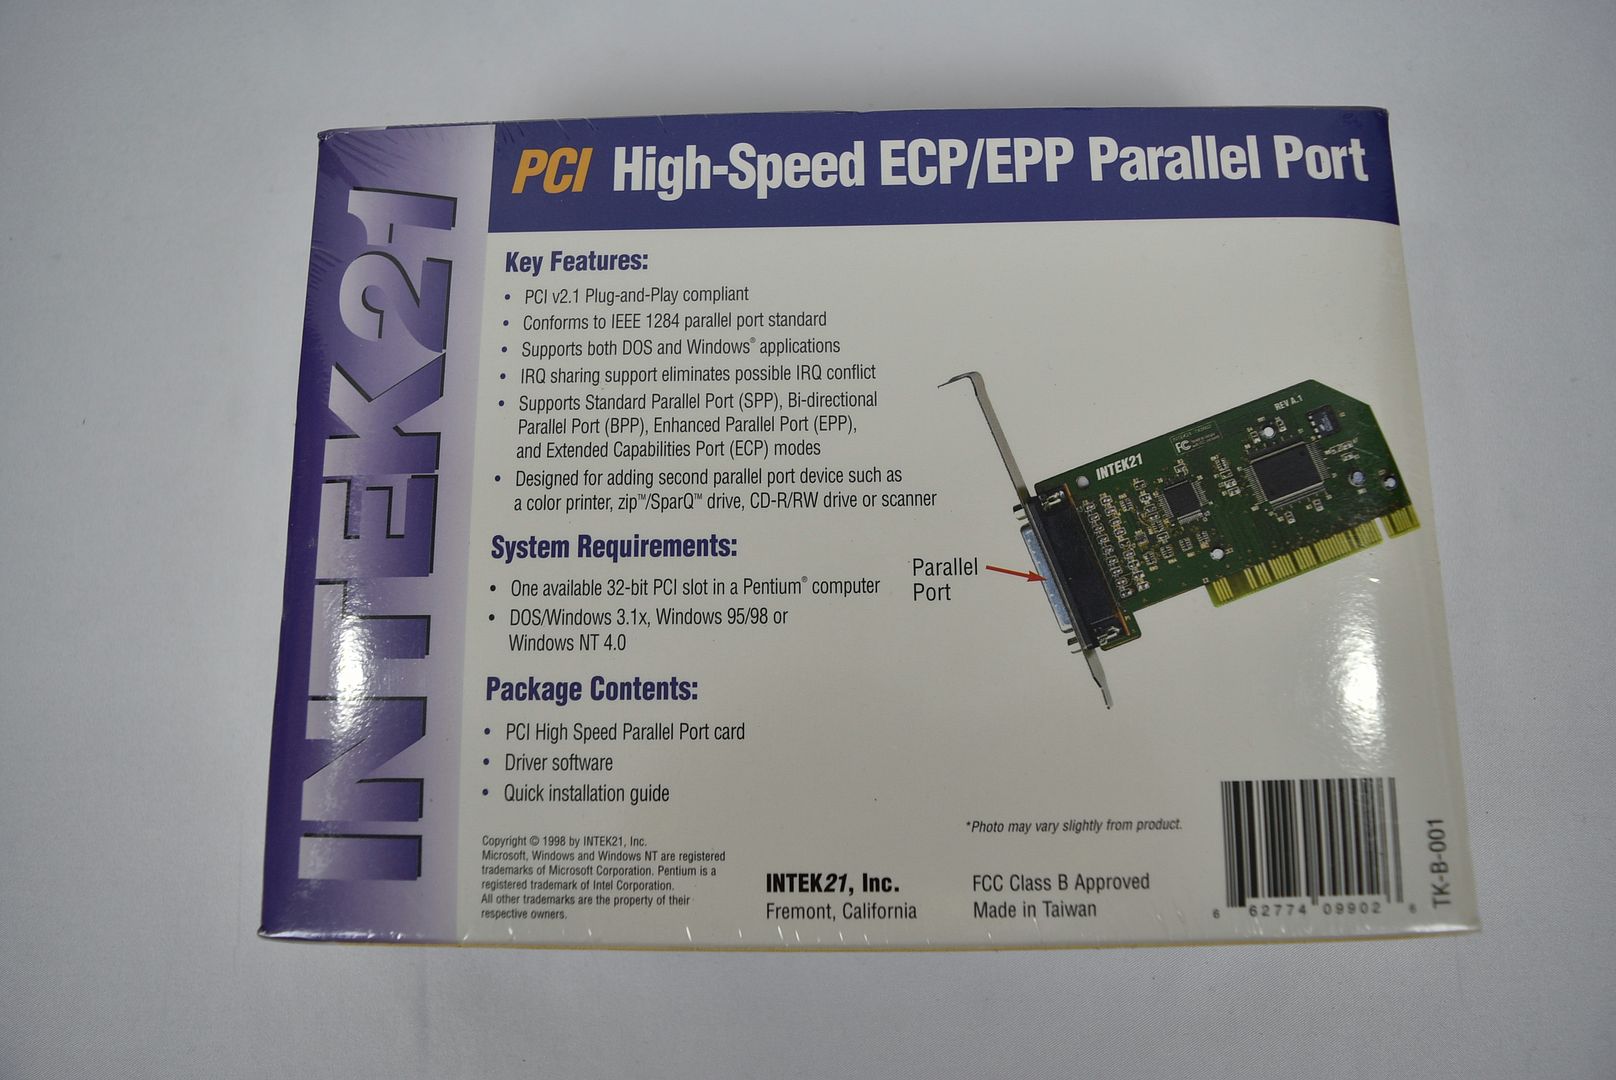 INTEK21
PCI High-Speed ECP/EPP Parallel Port
Key Features:
• PCI v2.1 Plug-and-Play compliant
• Conforms to IEEE 1284 parallel port standard
• Supports both DOS and Windows® applications
• IRQ sharing support eliminates possible IRQ conflict
• Supports Standard Parallel Port (SPP), Bi-directional
Parallel Port (BPP), Enhanced Parallel Port (EPP),
and Extended Capabilities Port (ECP) modes
• Designed for adding second parallel port device such as
a color printer, zip™/SparQ™ drive, CD-R/RW drive or scanner
System Requirements:
• One available 32-bit PCI slot in a Pentium® computer
• DOS/Windows 3.1x, Windows 95/98 or
Windows NT 4.0
Package Contents:
• PCI High Speed Parallel Port card
• Driver software
• Quick installation guide
REV A.1
INTEK21
FC
Parallel
Port
*Photo may vary slightly from product.
Copyright © 1998 by INTEK21, Inc.
Microsoft, Windows and Windows NT are registered
trademarks of Microsoft Corporation. Pentium is a
registered trademark of Intel Corporation.
All other trademarks are the property of their
respective owners.
INTEK21, Inc.
Fremont, California
FCC Class B Approved
Made in Taiwan
6 62774 09902 6
TK-B-001